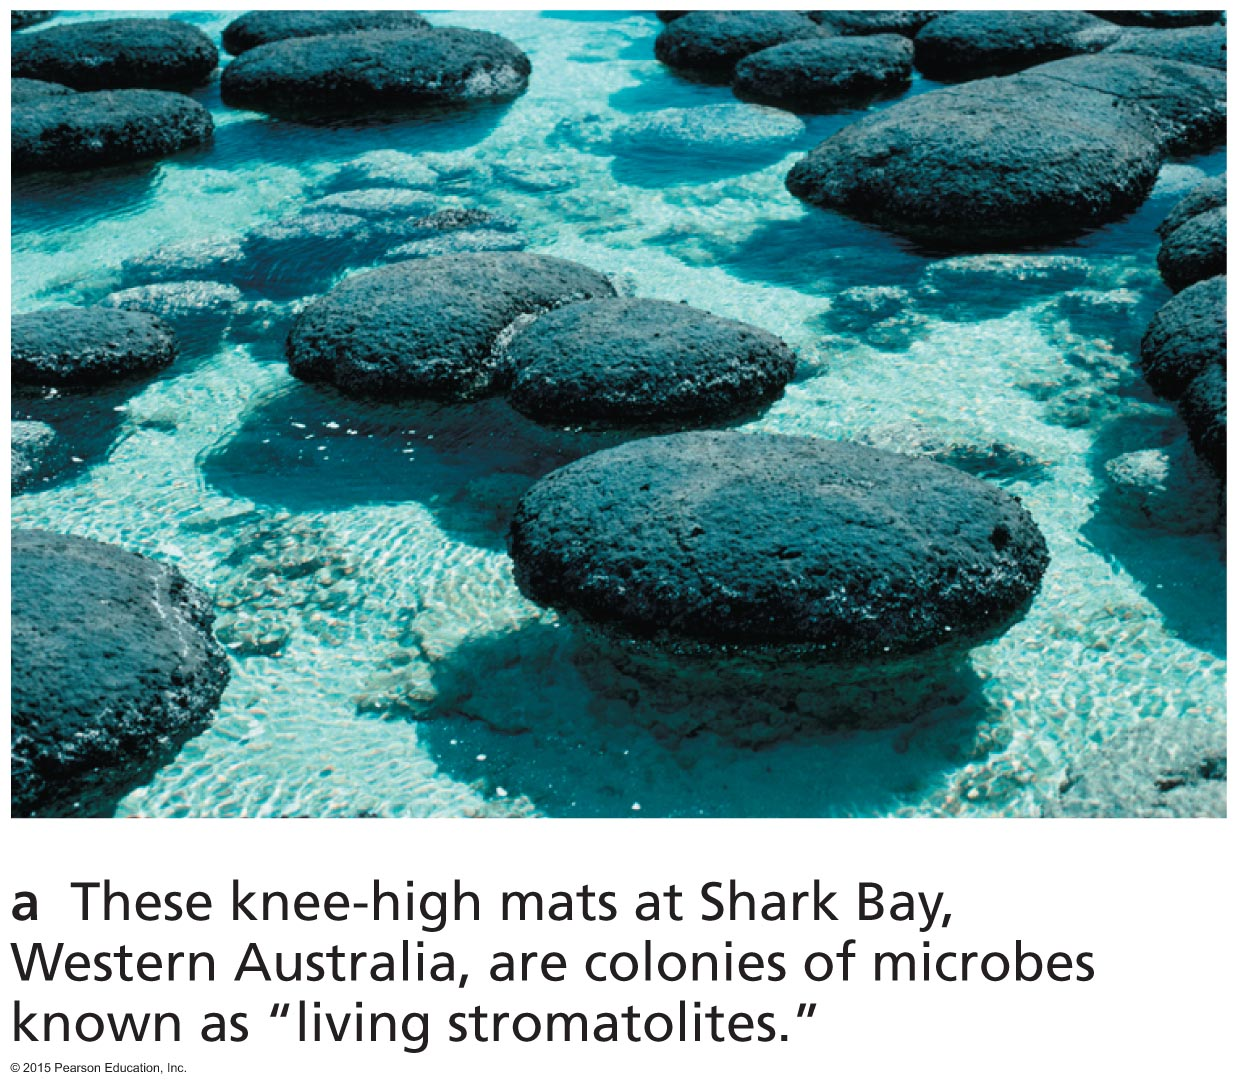 a These knee-high mats at Shark Bay,
Western Australia, are colonies of microbes
known as “living stromatolites.”
© 2015 Pearson Education, Inc.